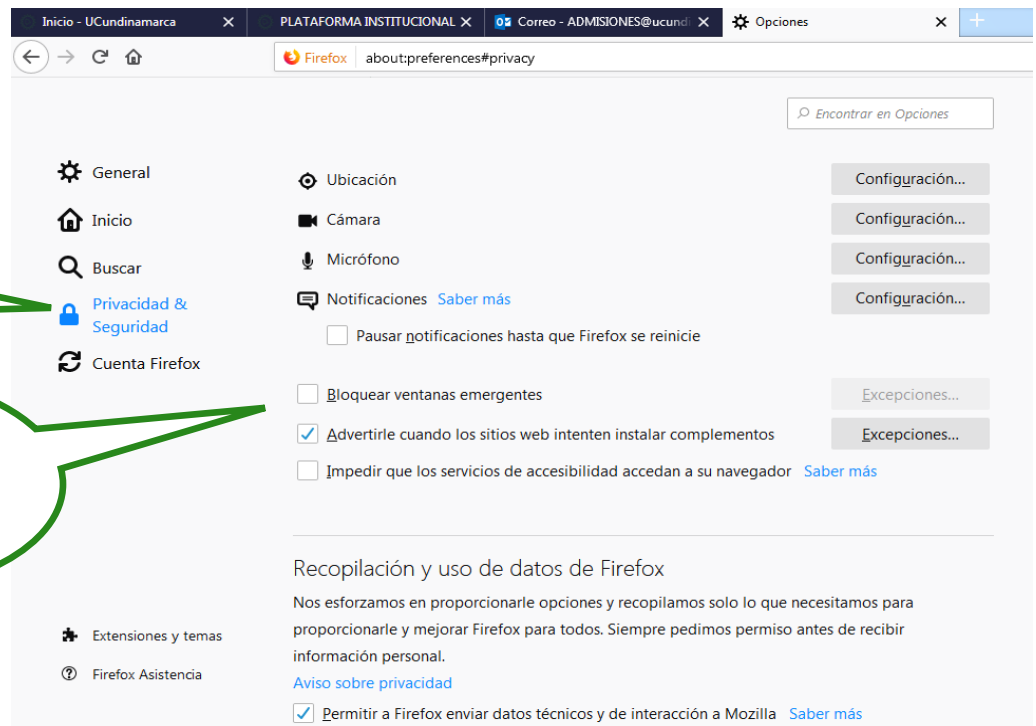 Inicio - UCundinamarca
PLATAFORMA INSTITUCIONAL
Correo - ADMISIONES@ucundi
Opciones
Firefox about:preferences#privacy
Encontrar en Opciones
General
Inicio
Buscar
Privacidad &
Seguridad
Cuenta Firefox
Extensiones y temas
Firefox Asistencia
Ubicación Configuración...
Cámara Configuración...
Micrófono Configuración...
Notificaciones Saber más Configuración...
Pausar notificaciones hasta que Firefox se reinicie
Bloquear ventanas emergentes Excepciones...
Advertirle cuando los sitios web intenten instalar complementos Excepciones...
Impedir que los servicios de accesibilidad accedan a su navegador Saber más
Recopilación y uso de datos de Firefox
Nos esforzamos en proporcionarle opciones y recopilamos solo lo que necesitamos para
proporcionarle y mejorar Firefox para todos. Siempre pedimos permiso antes de recibir
información personal.
Aviso sobre privacidad
Permitir a Firefox enviar datos técnicos y de interacción a Mozilla Saber más